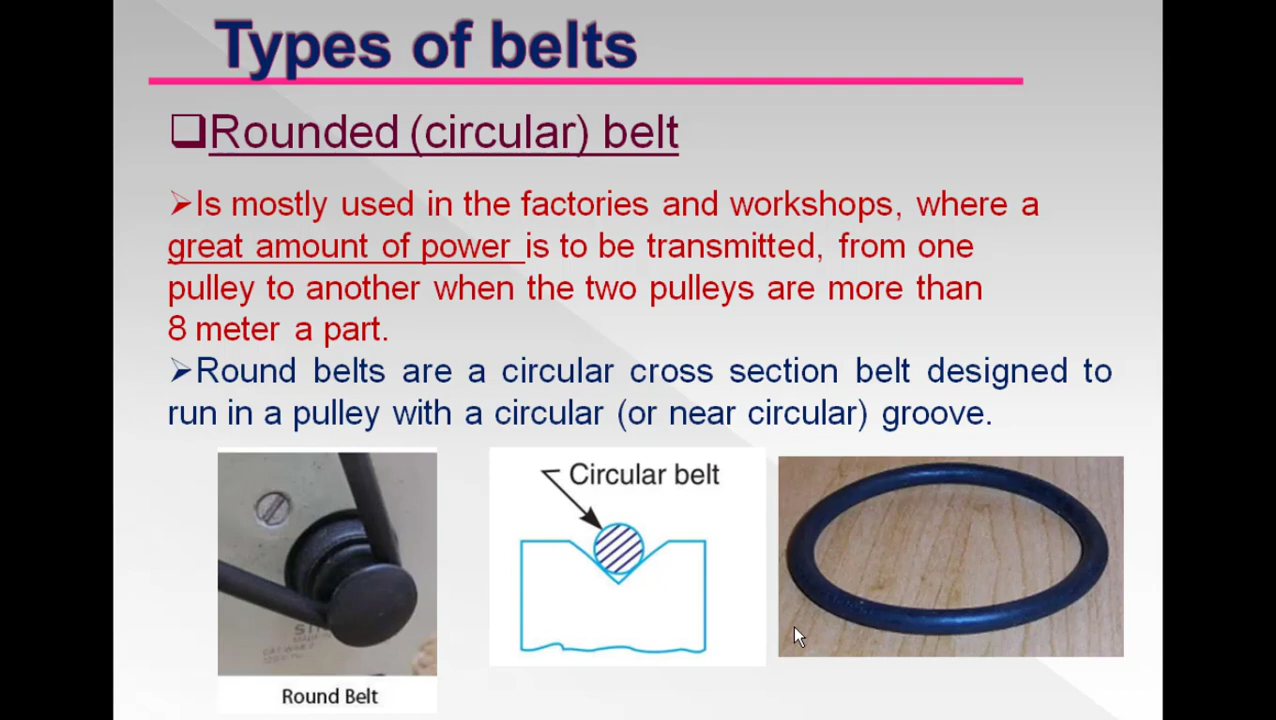 Types of belts
❑Rounded (circular) belt
➢Is mostly used in the factories and workshops, where a
great amount of power is to be transmitted, from one
pulley to another when the two pulleys are more than
8 meter a part.
➢Round belts are a circular cross section belt designed to
run in a pulley with a circular (or near circular) groove.
Circular belt
Round Belt